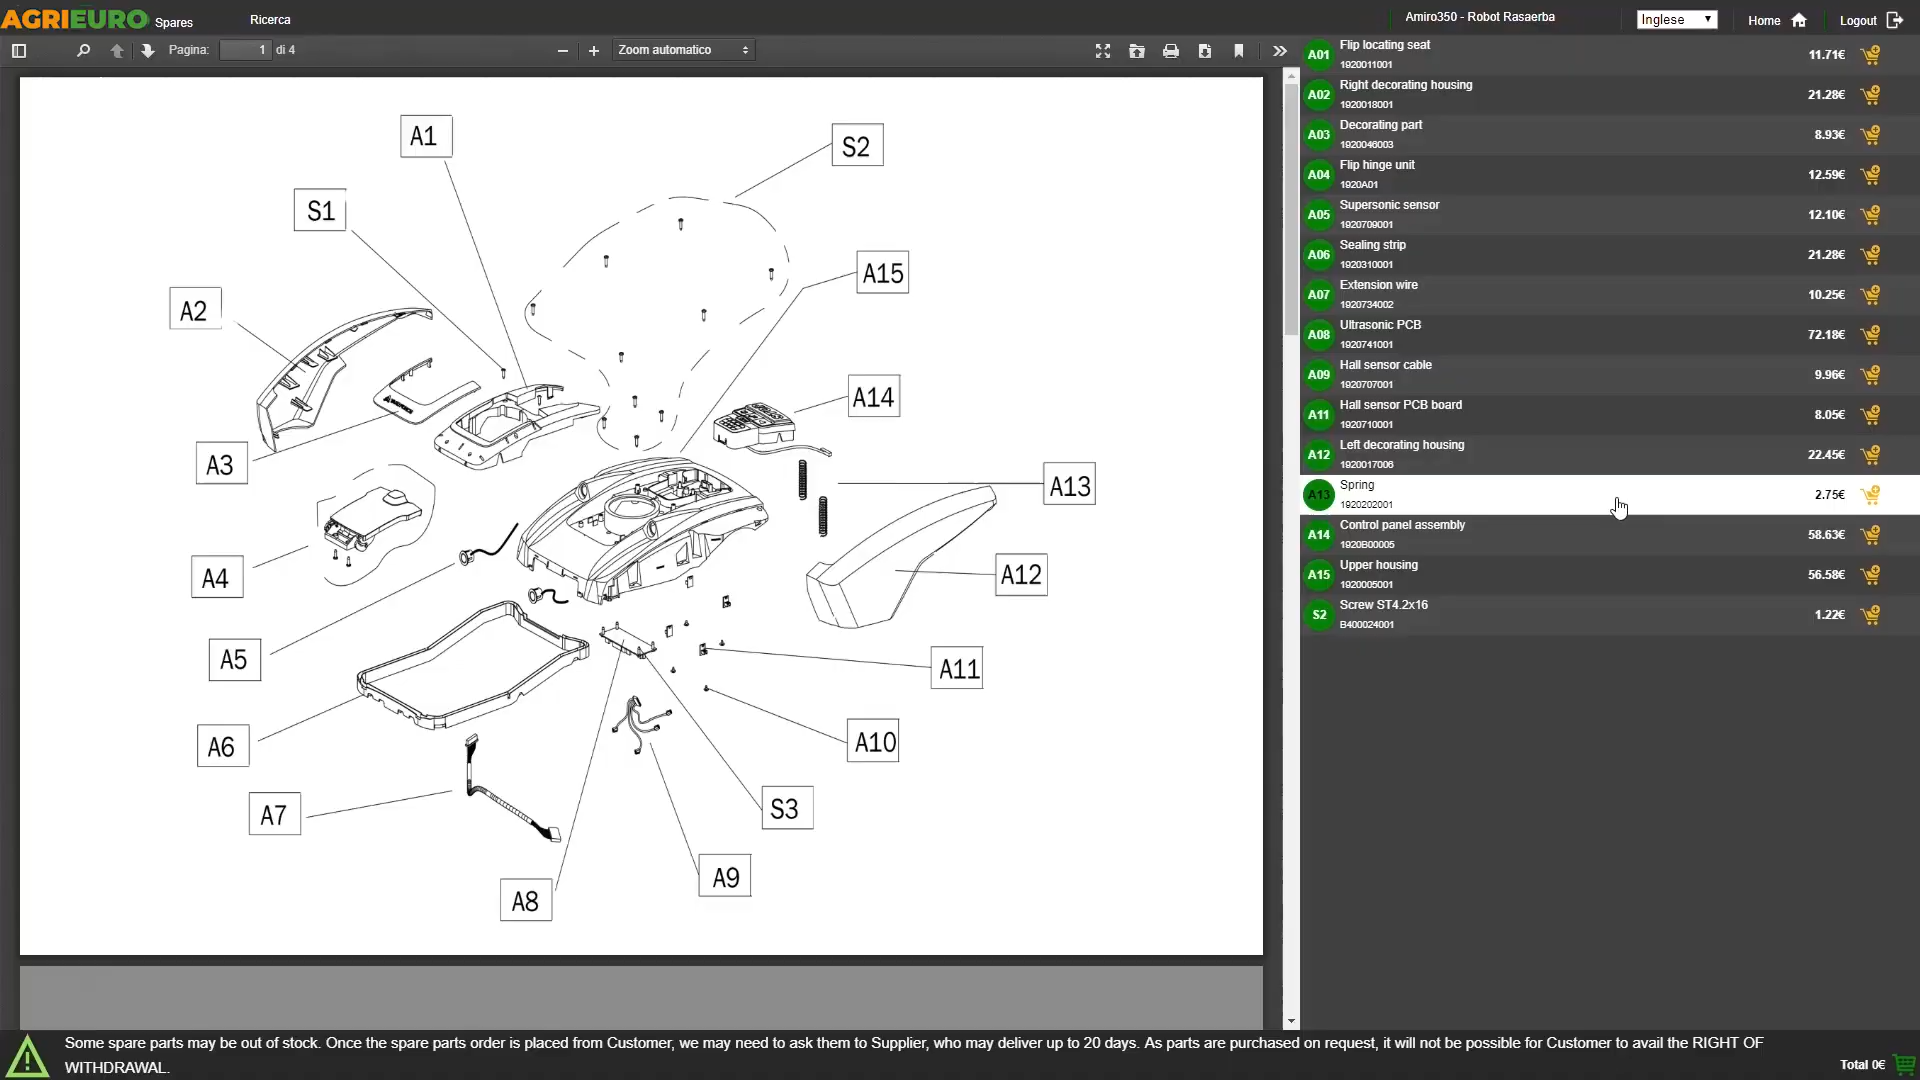 AGRIEURO Spares
Ricerca
Amiro350 - Robot Rasaerba
Inglese
Home
Logout
Pagina: 1 di 4
Zoom automatico
A1
S2
S1
A15
A2
A14
A3
A13
A4
A12
A5
A11
A6
A10
A7
S3
A9
A8
A01 Flip locating seat 11.71€
1920011001
A02 Right decorating housing 21.28€
1920018001
A03 Decorating part 8.93€
1920046003
A04 Flip hinge unit 12.59€
1920A01
A05 Supersonic sensor 12.10€
1920709001
A06 Sealing strip 21.28€
1920310001
A07 Extension wire 10.25€
1920734002
A08 Ultrasonic PCB 72.18€
1920741001
A09 Hall sensor cable 9.96€
1920707001
A11 Hall sensor PCB board 8.05€
1920710001
A12 Left decorating housing 22.45€
1920017006
A13 Spring 2.75€
1920202001
A14 Control panel assembly 58.63€
1920B00005
A15 Upper housing 56.58€
1920005001
S2 Screw ST4.2x16 1.22€
B400024001
Some spare parts may be out of stock. Once the spare parts order is placed from Customer, we may need to ask them to Supplier, who may deliver up to 20 days. As parts are purchased on request, it will not be possible for Customer to avail the RIGHT OF
WITHDRAWAL.
Total 0€